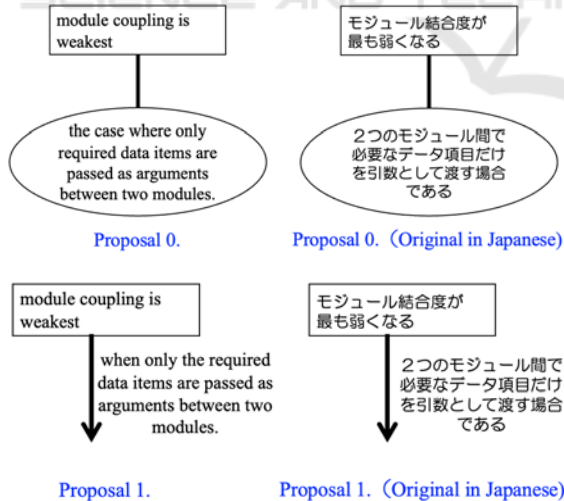 SCIENCE AND TECHN
module coupling is
weakest
モジュール結合度が
最も弱くなる
the case where only
required data items are
passed as arguments
between two modules.
２つのモジュール間で
必要なデータ項目だけ
を引数として渡す場合
である
Proposal 0.
Proposal 0.（Original in Japanese)
module coupling is
weakest
モジュール結合度が
最も弱くなる
when only the required
data items are passed as
arguments between two
modules.
２つのモジュール間で
必要なデータ項目だけ
を引数として渡す場合
である
Proposal 1.
Proposal 1.（Original in Japanese)